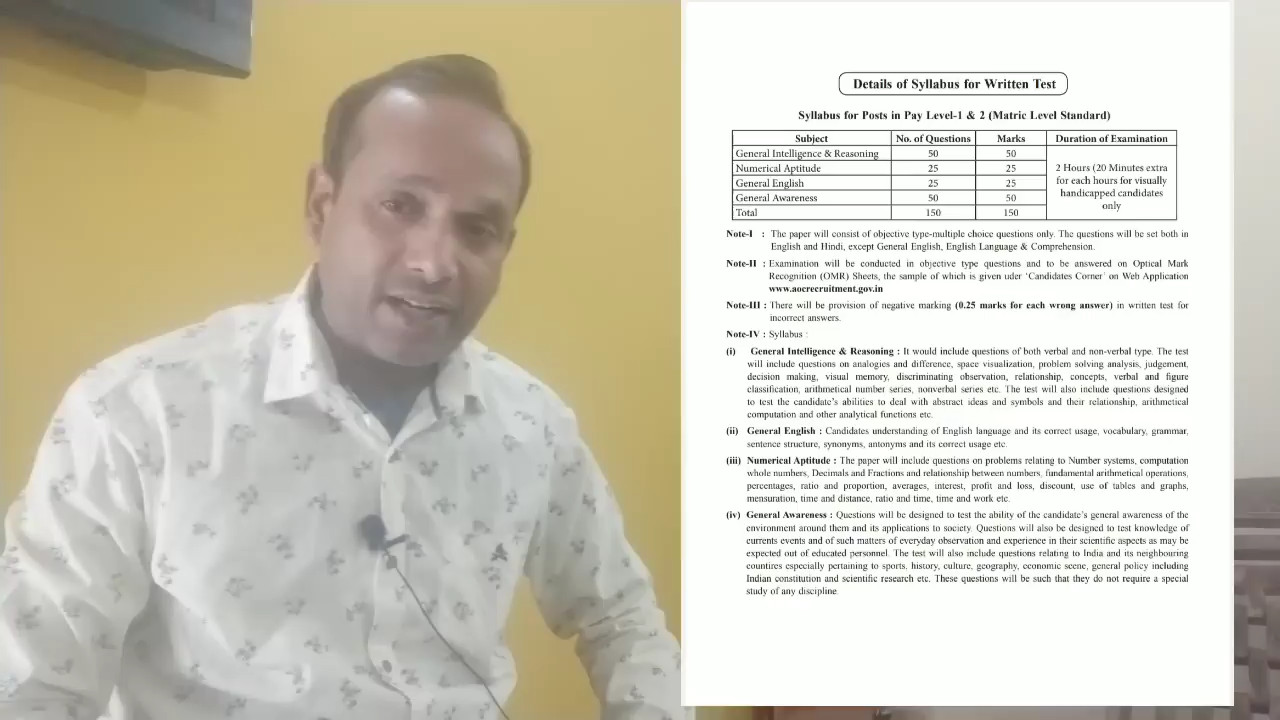 Details of Syllabus for Written Test
Syllabus for Posts in Pay Level-1 & 2 (Matric Level Standard)
Subject No. of Questions Marks Duration of Examination
General Intelligence & Reasoning 50 50
Numerical Aptitude 25 25
General English 25 25
General Awareness 50 50
Total 150 150
2 Hours (20 Minutes extra
for each hours for visually
handicapped candidates
only
Note-I : The paper will consist of objective type-multiple choice questions only. The questions will be set both in
English and Hindi, except General English, English Language & Comprehension.
Note-II : Examination will be conducted in objective type questions and to be answered on Optical Mark
Recognition (OMR) Sheets, the sample of which is given uder 'Candidates Corner' on Web Application
www.aocrecruitment.gov.in
Note-III : There will be provision of negative marking (0.25 marks for each wrong answer) in written test for
incorrect answers.
Note-IV : Syllabus :
(i) General Intelligence & Reasoning : It would include questions of both verbal and non-verbal type. The test
will include questions on analogies and difference, space visualization, problem solving analysis, judgement,
decision making, visual memory, discriminating observation, relationship, concepts, verbal and figure
classification, arithmetical number series, nonverbal series etc. The test will also include questions designed
to test the candidate's abilities to deal with abstract ideas and symbols and their relationship, arithmetical
computation and other analytical functions etc.
(ii) General English : Candidates understanding of English language and its correct usage, vocabulary, grammar,
sentence structure, synonyms, antonyms and its correct usage etc.
(iii) Numerical Aptitude : The paper will include questions on problems relating to Number systems, computation
whole numbers, Decimals and Fractions and relationship between numbers, fundamental arithmetical operations,
percentages, ratio and proportion, averages, interest, profit and loss, discount, use of tables and graphs,
mensuration, time and distance, ratio and time, time and work etc.
(iv) General Awareness : Questions will be designed to test the ability of the candidate's general awareness of the
environment around them and its applications to society. Questions will also be designed to test knowledge of
currents events and of such matters of everyday observation and experience in their scientific aspects as may be
expected out of educated personnel. The test will also include questions relating to India and its neighbouring
countires especially pertaining to sports, history, culture, geography, economic scene, general policy including
Indian constitution and scientific research etc. These questions will be such that they do not require a special
study of any discipline.